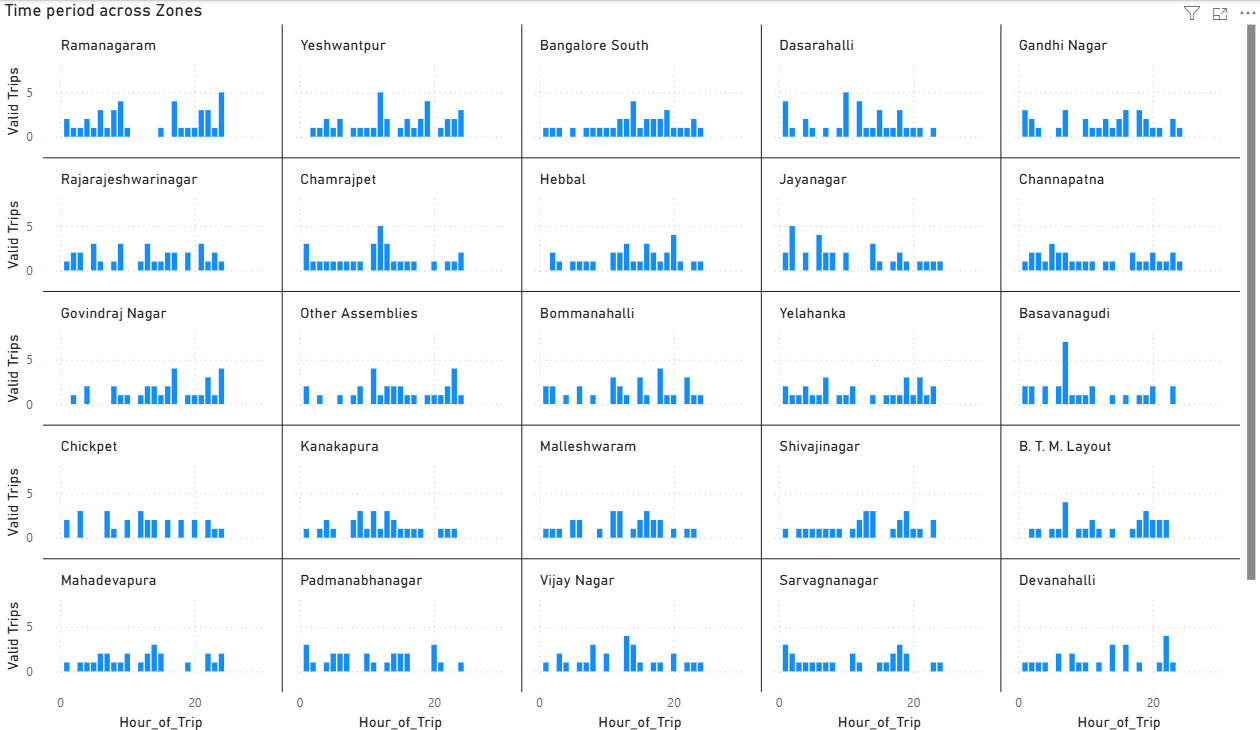 Time period across Zones
Ramanagaram Yeshwantpur Bangalore South Dasarahalli Gandhi Nagar
Valid Trips
5
0
Rajarajeshwarinagar Chamrajpet Hebbal Jayanagar Channapatna
Valid Trips
5
0
Govindraj Nagar Other Assemblies Bommanahalli Yelahanka Basavanagudi
Valid Trips
5
0
Chickpet Kanakapura Malleshwaram Shivajinagar B. T. M. Layout
Valid Trips
5
0
Mahadevapura Padmanabhanagar Vijay Nagar Sarvagnanagar Devanahalli
Valid Trips
5
0
0 20 0 20 0 20 0 20 0 20
Hour_of_Trip Hour_of_Trip Hour_of_Trip Hour_of_Trip Hour_of_Trip